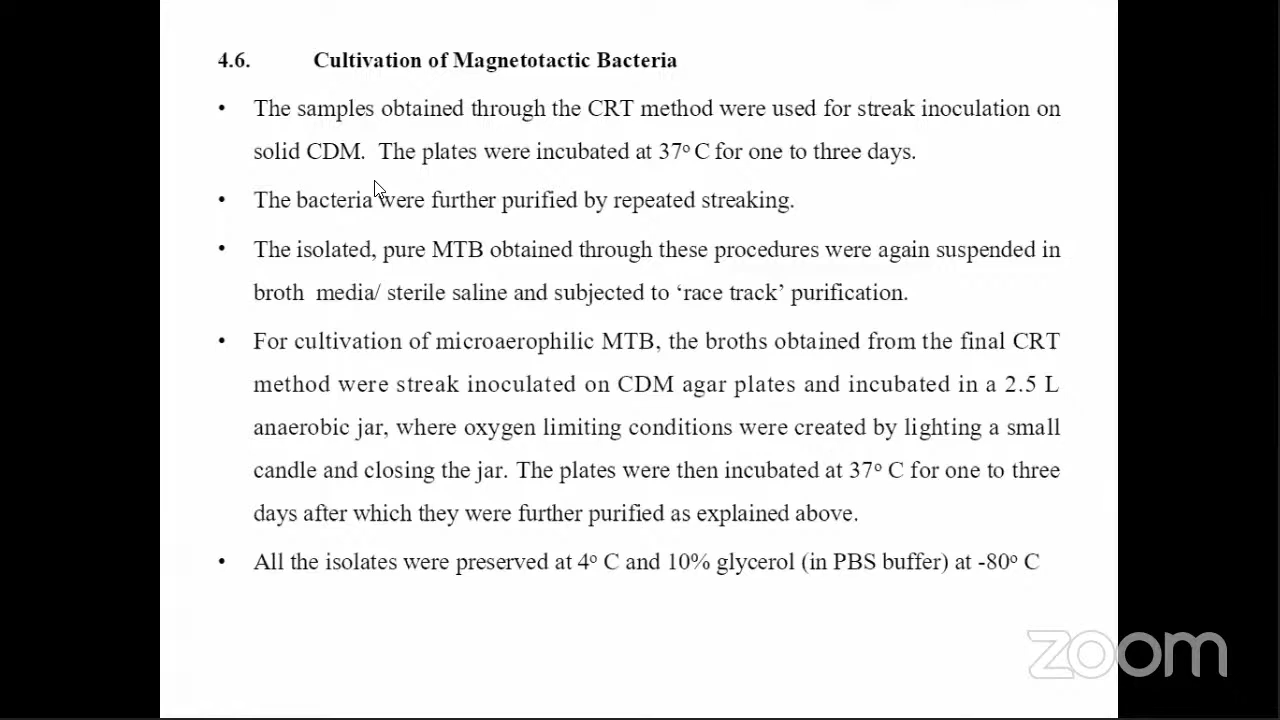 4.6. Cultivation of Magnetotactic Bacteria
• The samples obtained through the CRT method were used for streak inoculation on
solid CDM. The plates were incubated at 37º C for one to three days.
• The bacteria were further purified by repeated streaking.
• The isolated, pure MTB obtained through these procedures were again suspended in
broth media/ sterile saline and subjected to ‘race track’ purification.
• For cultivation of microaerophilic MTB, the broths obtained from the final CRT
method were streak inoculated on CDM agar plates and incubated in a 2.5 L
anaerobic jar, where oxygen limiting conditions were created by lighting a small
candle and closing the jar. The plates were then incubated at 37º C for one to three
days after which they were further purified as explained above.
• All the isolates were preserved at 4º C and 10% glycerol (in PBS buffer) at -80º C
zoom